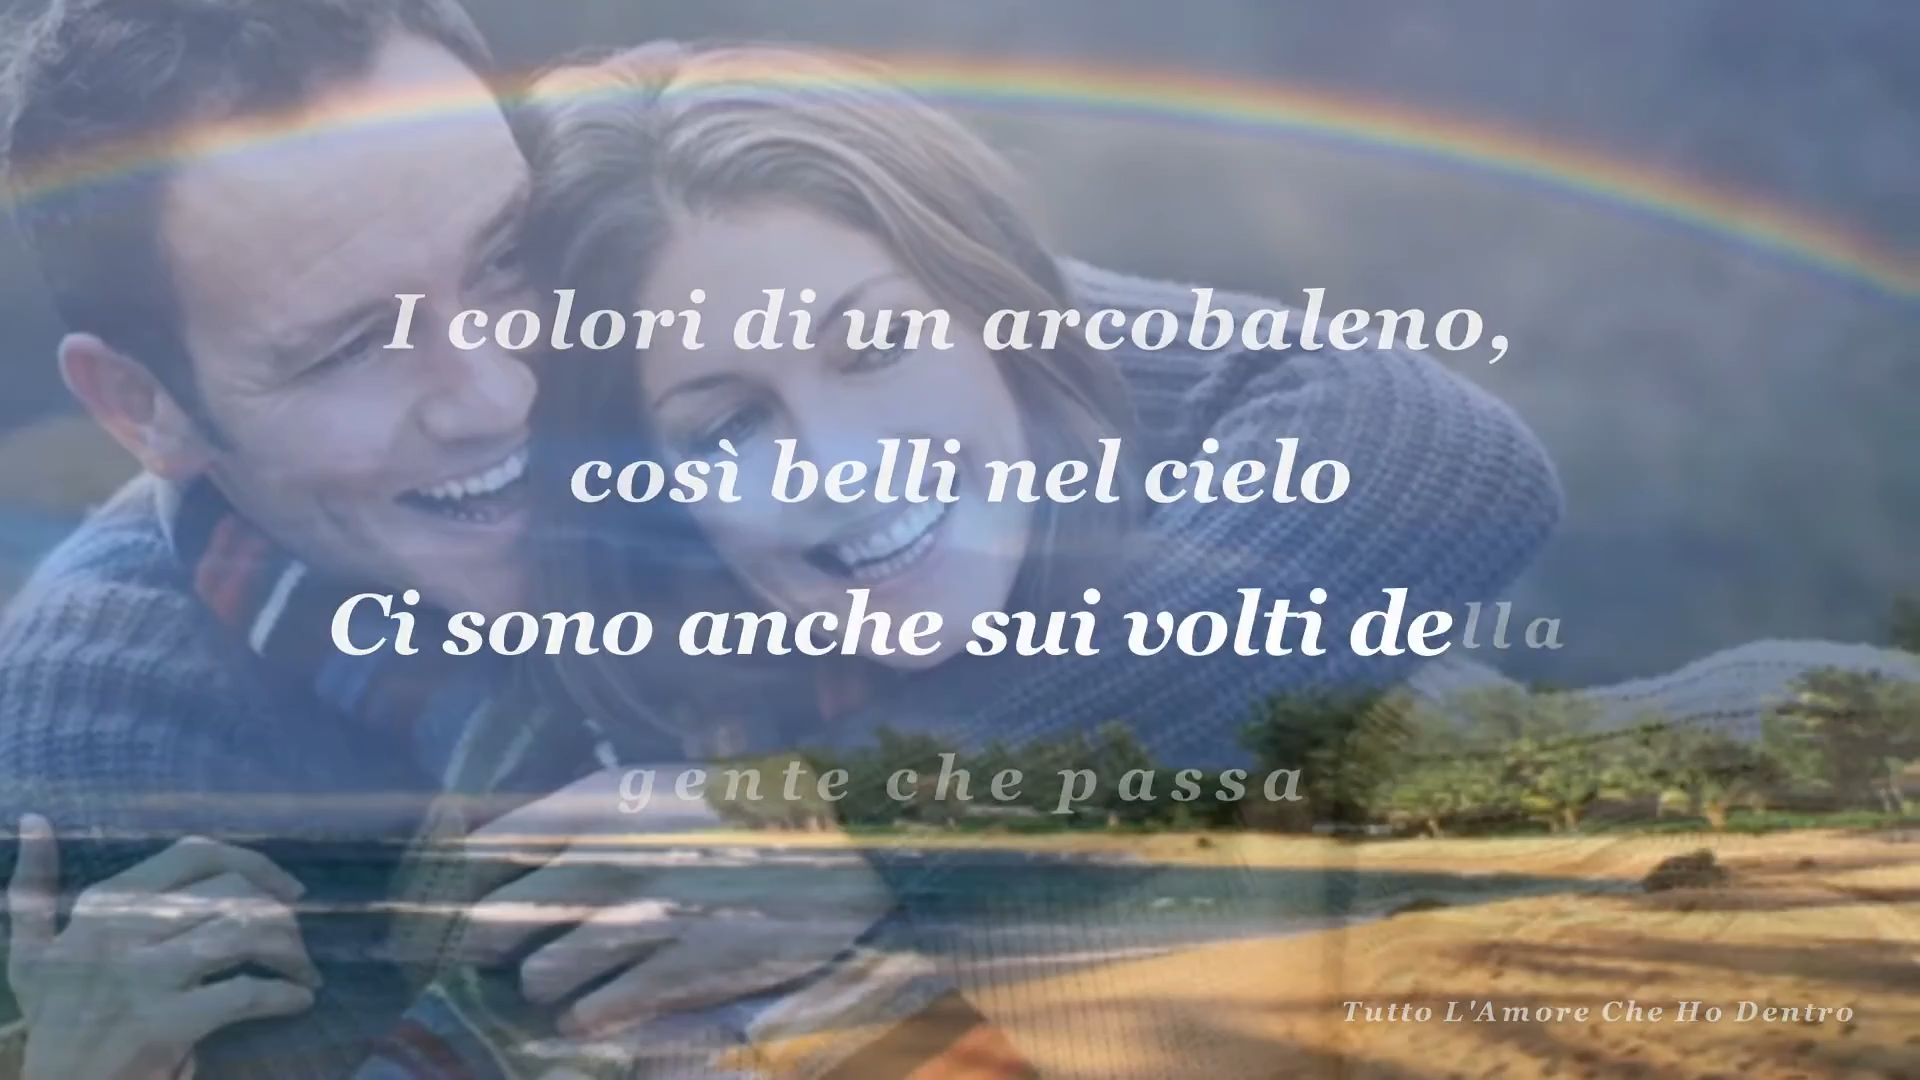 I colori di un arcobaleno,
così belli nel cielo
Ci sono anche sui volti della
gente che passa
Tutto L'Amore Che Ho Dentro